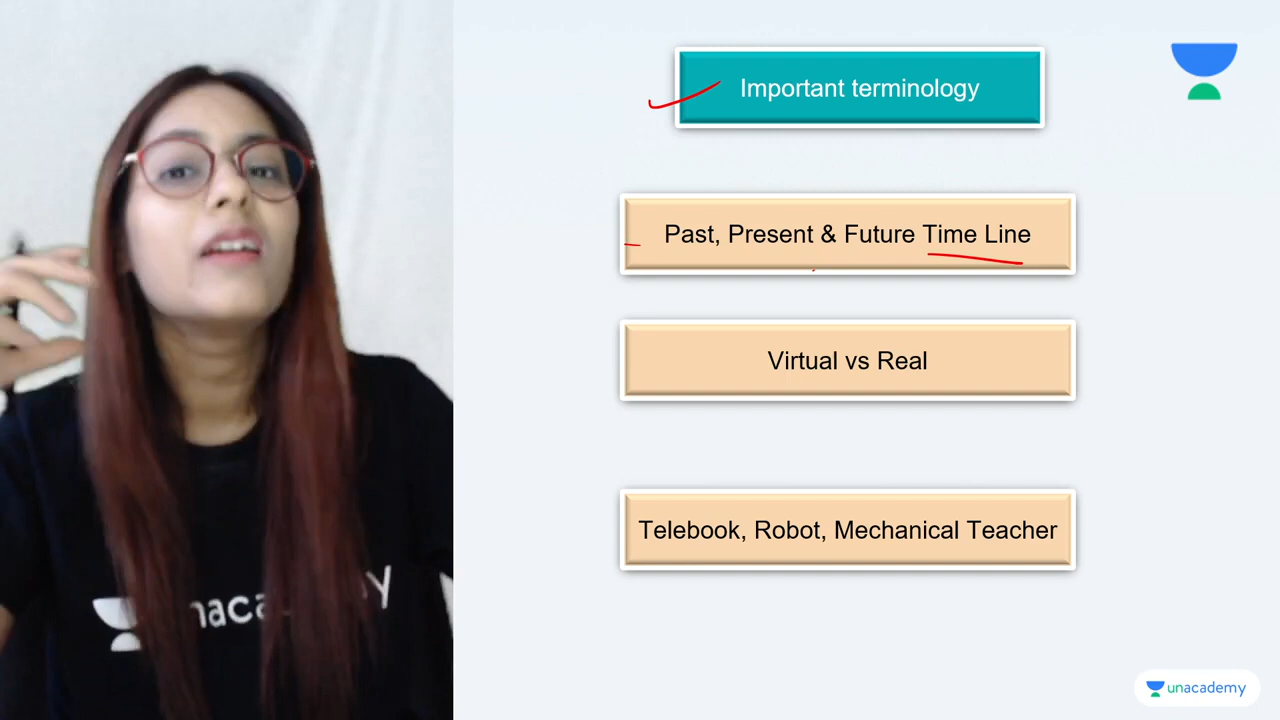 Important terminology
Past, Present & Future Time Line
Virtual vs Real
Telebook, Robot, Mechanical Teacher
unacademy